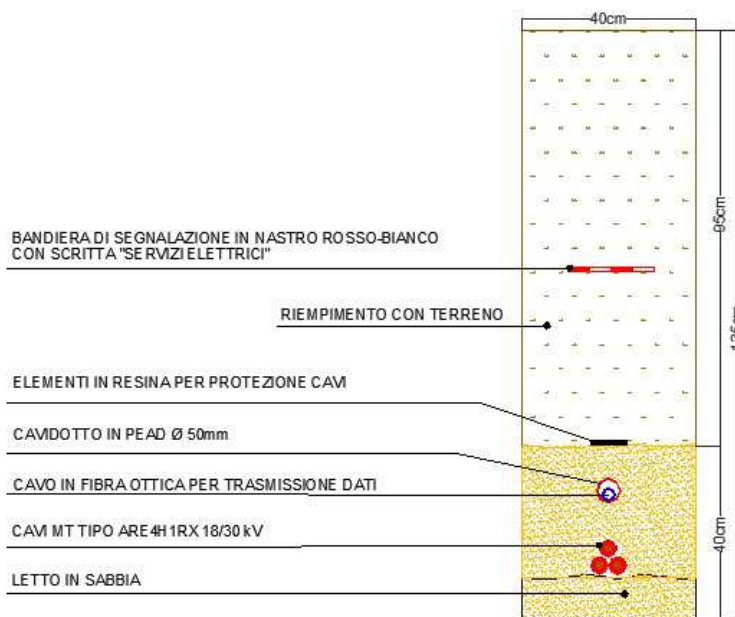 40cm
95cm
BANDIERA DI SEGNALAZIONE IN NASTRO ROSSO-BIANCO
CON SCRITTA "SERVIZI ELETTRICI"
RIEMPIMENTO CON TERRENO
ELEMENTI IN RESINA PER PROTEZIONE CAVI
CAVIDOTTO IN PEAD Ø 50mm
CAVO IN FIBRA OTTICA PER TRASMISSIONE DATI
CAVI MT TIPO ARE4H1RX 18/30 kV
40cm
LETTO IN SABBIA